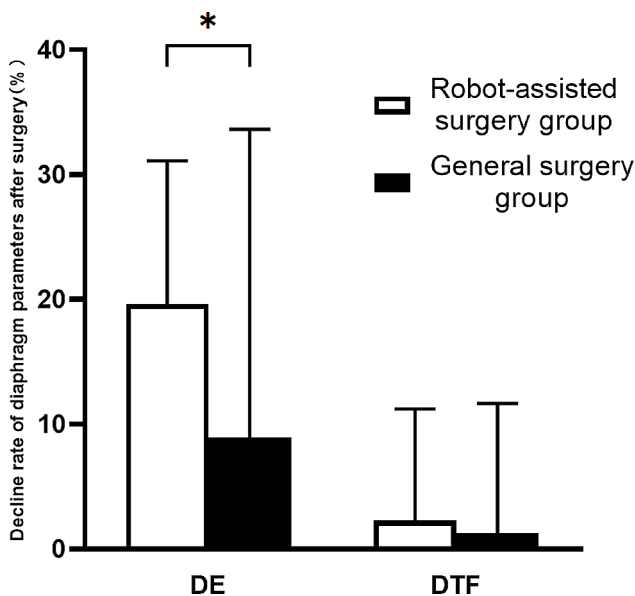 *
40
30
20
10
0
Decline rate of diaphragm parameters after surgery(%)
Robot-assisted
surgery group
General surgery
group
DE
DTF